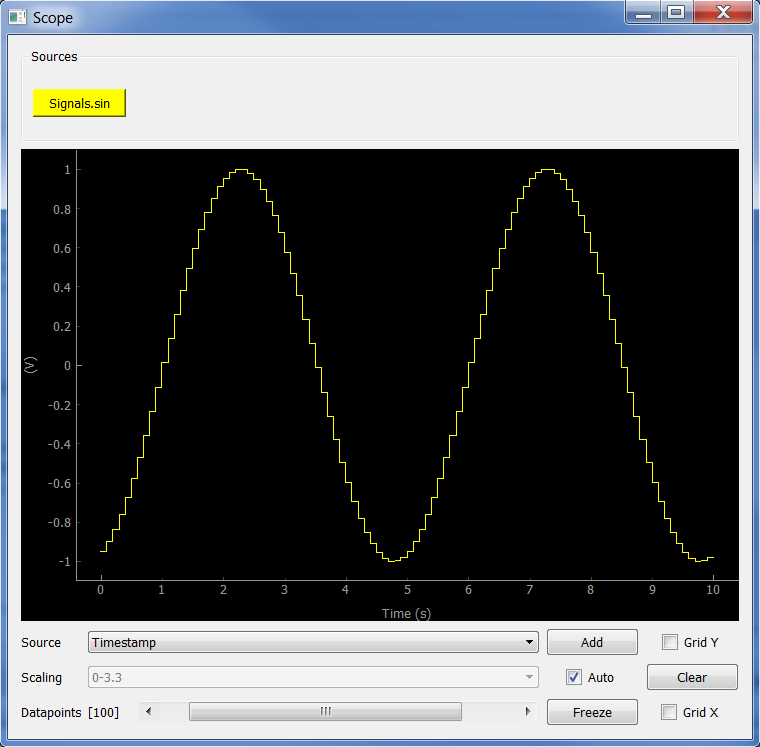 Scope
Sources
Signals.sin
1
0.8
0.6
0.4
0.2
0
-0.2
-0.4
-0.6
-0.8
-1
(V)
0 1 2 3 4 5 6 7 8 9 10
Time (s)
Source Timestamp Add Grid Y
Scaling 0-3.3 Auto Clear
Datapoints [100] Freeze Grid X